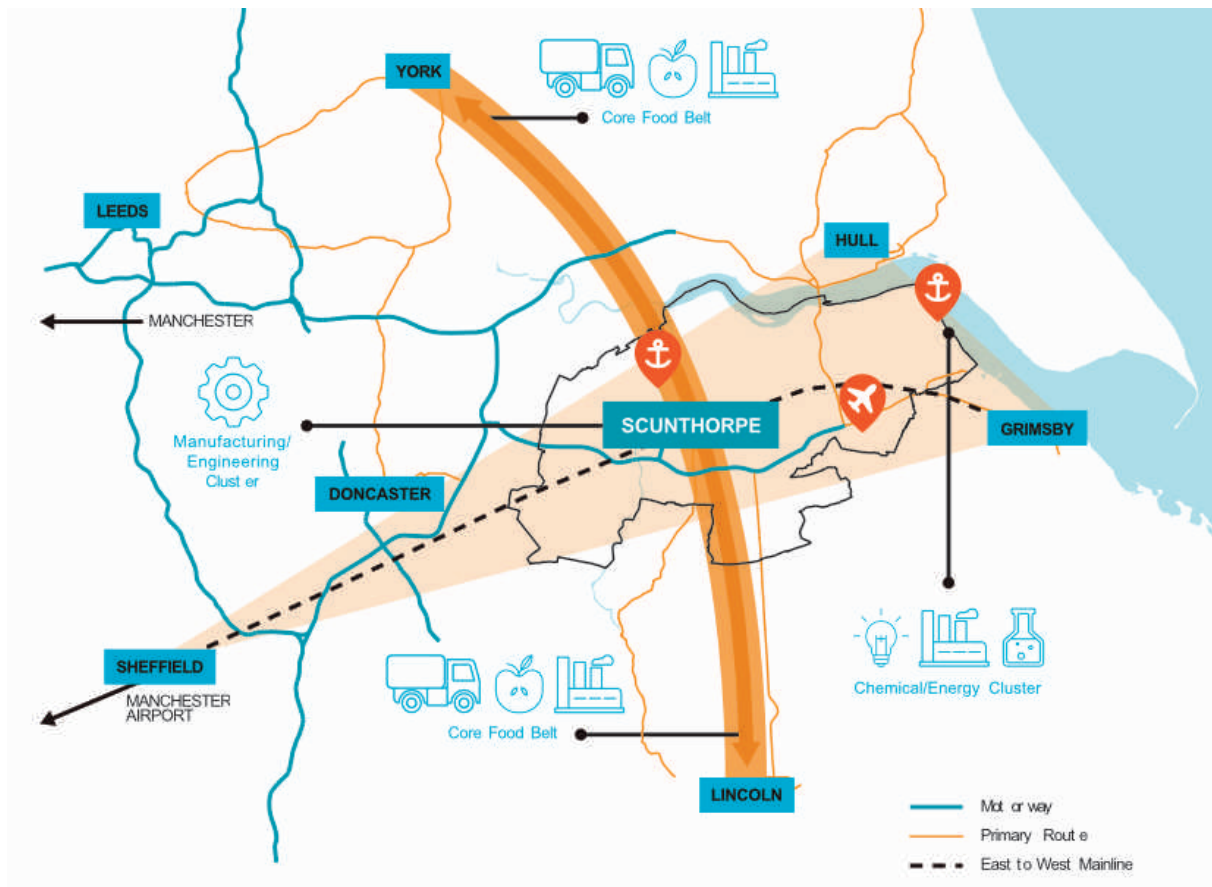 YORK
Core Food Belt
LEEDS
HULL
MANCHESTER
SCUNTHORPE
GRIMSBY
Manufacturing/
Engineering
Clust er
DONCASTER
SHEFFIELD
MANCHESTER
AIRPORT
Chemical/Energy Cluster
Core Food Belt
LINCOLN
Mot or way
Primary Rout e
East to West Mainline